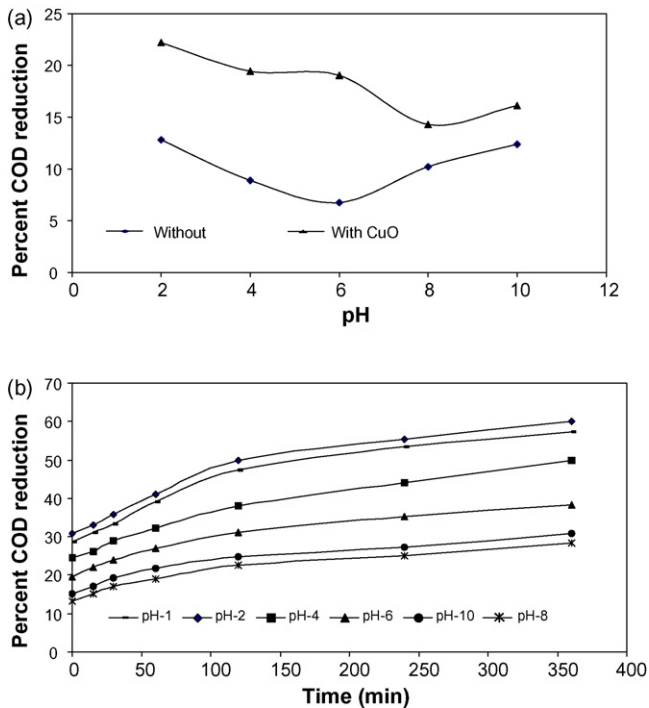 (a)
Percent COD reduction
25
20
15
10
5
0
Without
With CuO
0 2 4 6 8 10 12
pH
(b)
Percent COD reduction
70
60
50
40
30
20
10
0
pH-1 pH-2 pH-4 pH-6 pH-10 pH-8
0 50 100 150 200 250 300 350 400
Time (min)